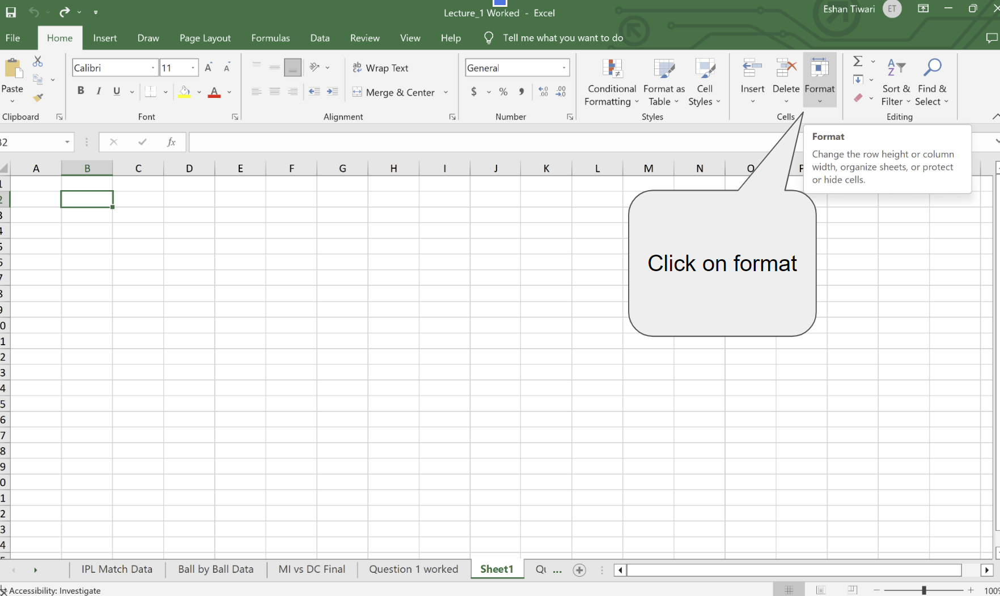 Lecture_1 Worked - Excel
Eshan Tiwari ET
File Home Insert Draw Page Layout Formulas Data Review View Help Tell me what you want to do
Calibri 11 A A ab Wrap Text General
Paste B I U A Merge & Center $ % , .0 .00 .00 .0
Conditional Formatting Format as Table Cell Styles Insert Delete Format
Σ A Z Sort & Filter Find & Select
Clipboard Font Alignment Number Styles Cells Editing
fx
Format
Change the row height or column
width, organize sheets, or protect
or hide cells.
A B C D E F G H I J K L M N O
1
2
3
4
5
6
7
8
9
0
1
2
3
4
5
6
7
8
9
0
1
2
3
4
Click on format
IPL Match Data Ball by Ball Data MI vs DC Final Question 1 worked Sheet1 Qu ...
Accessibility: Investigate
100%